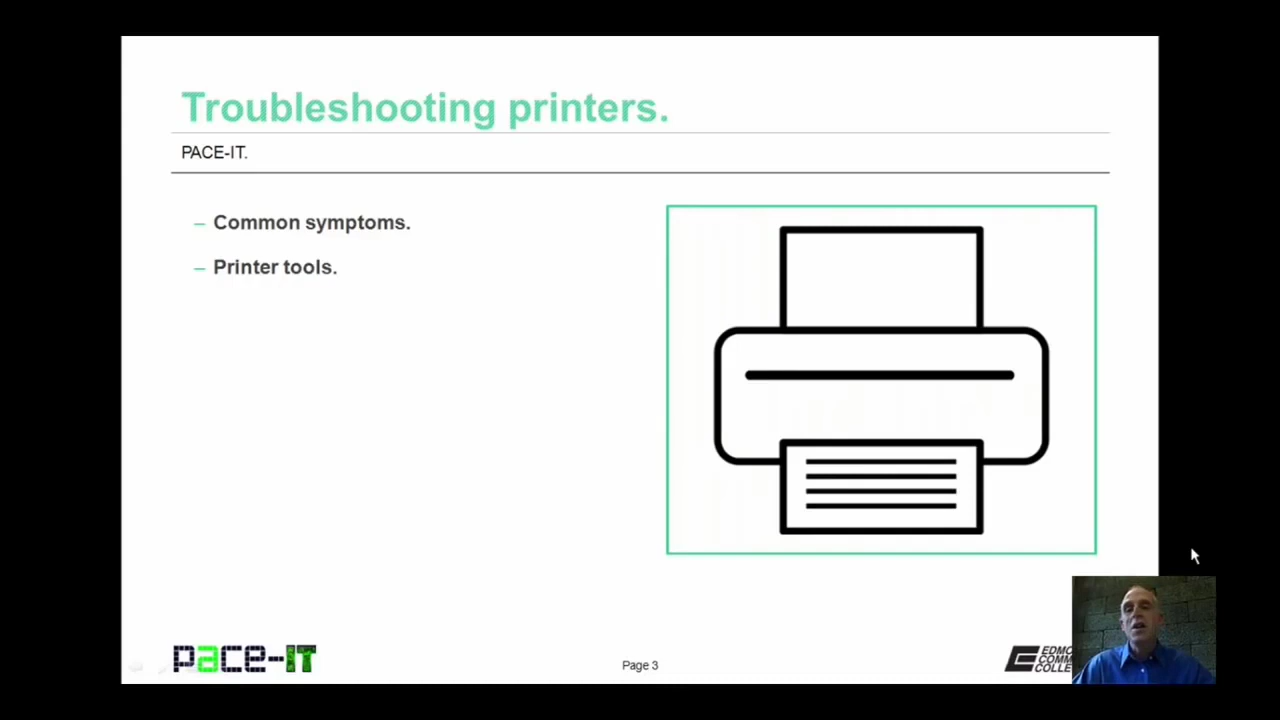 Troubleshooting printers.
PACE-IT.
– Common symptoms.
– Printer tools.
pace-IT
Page 3